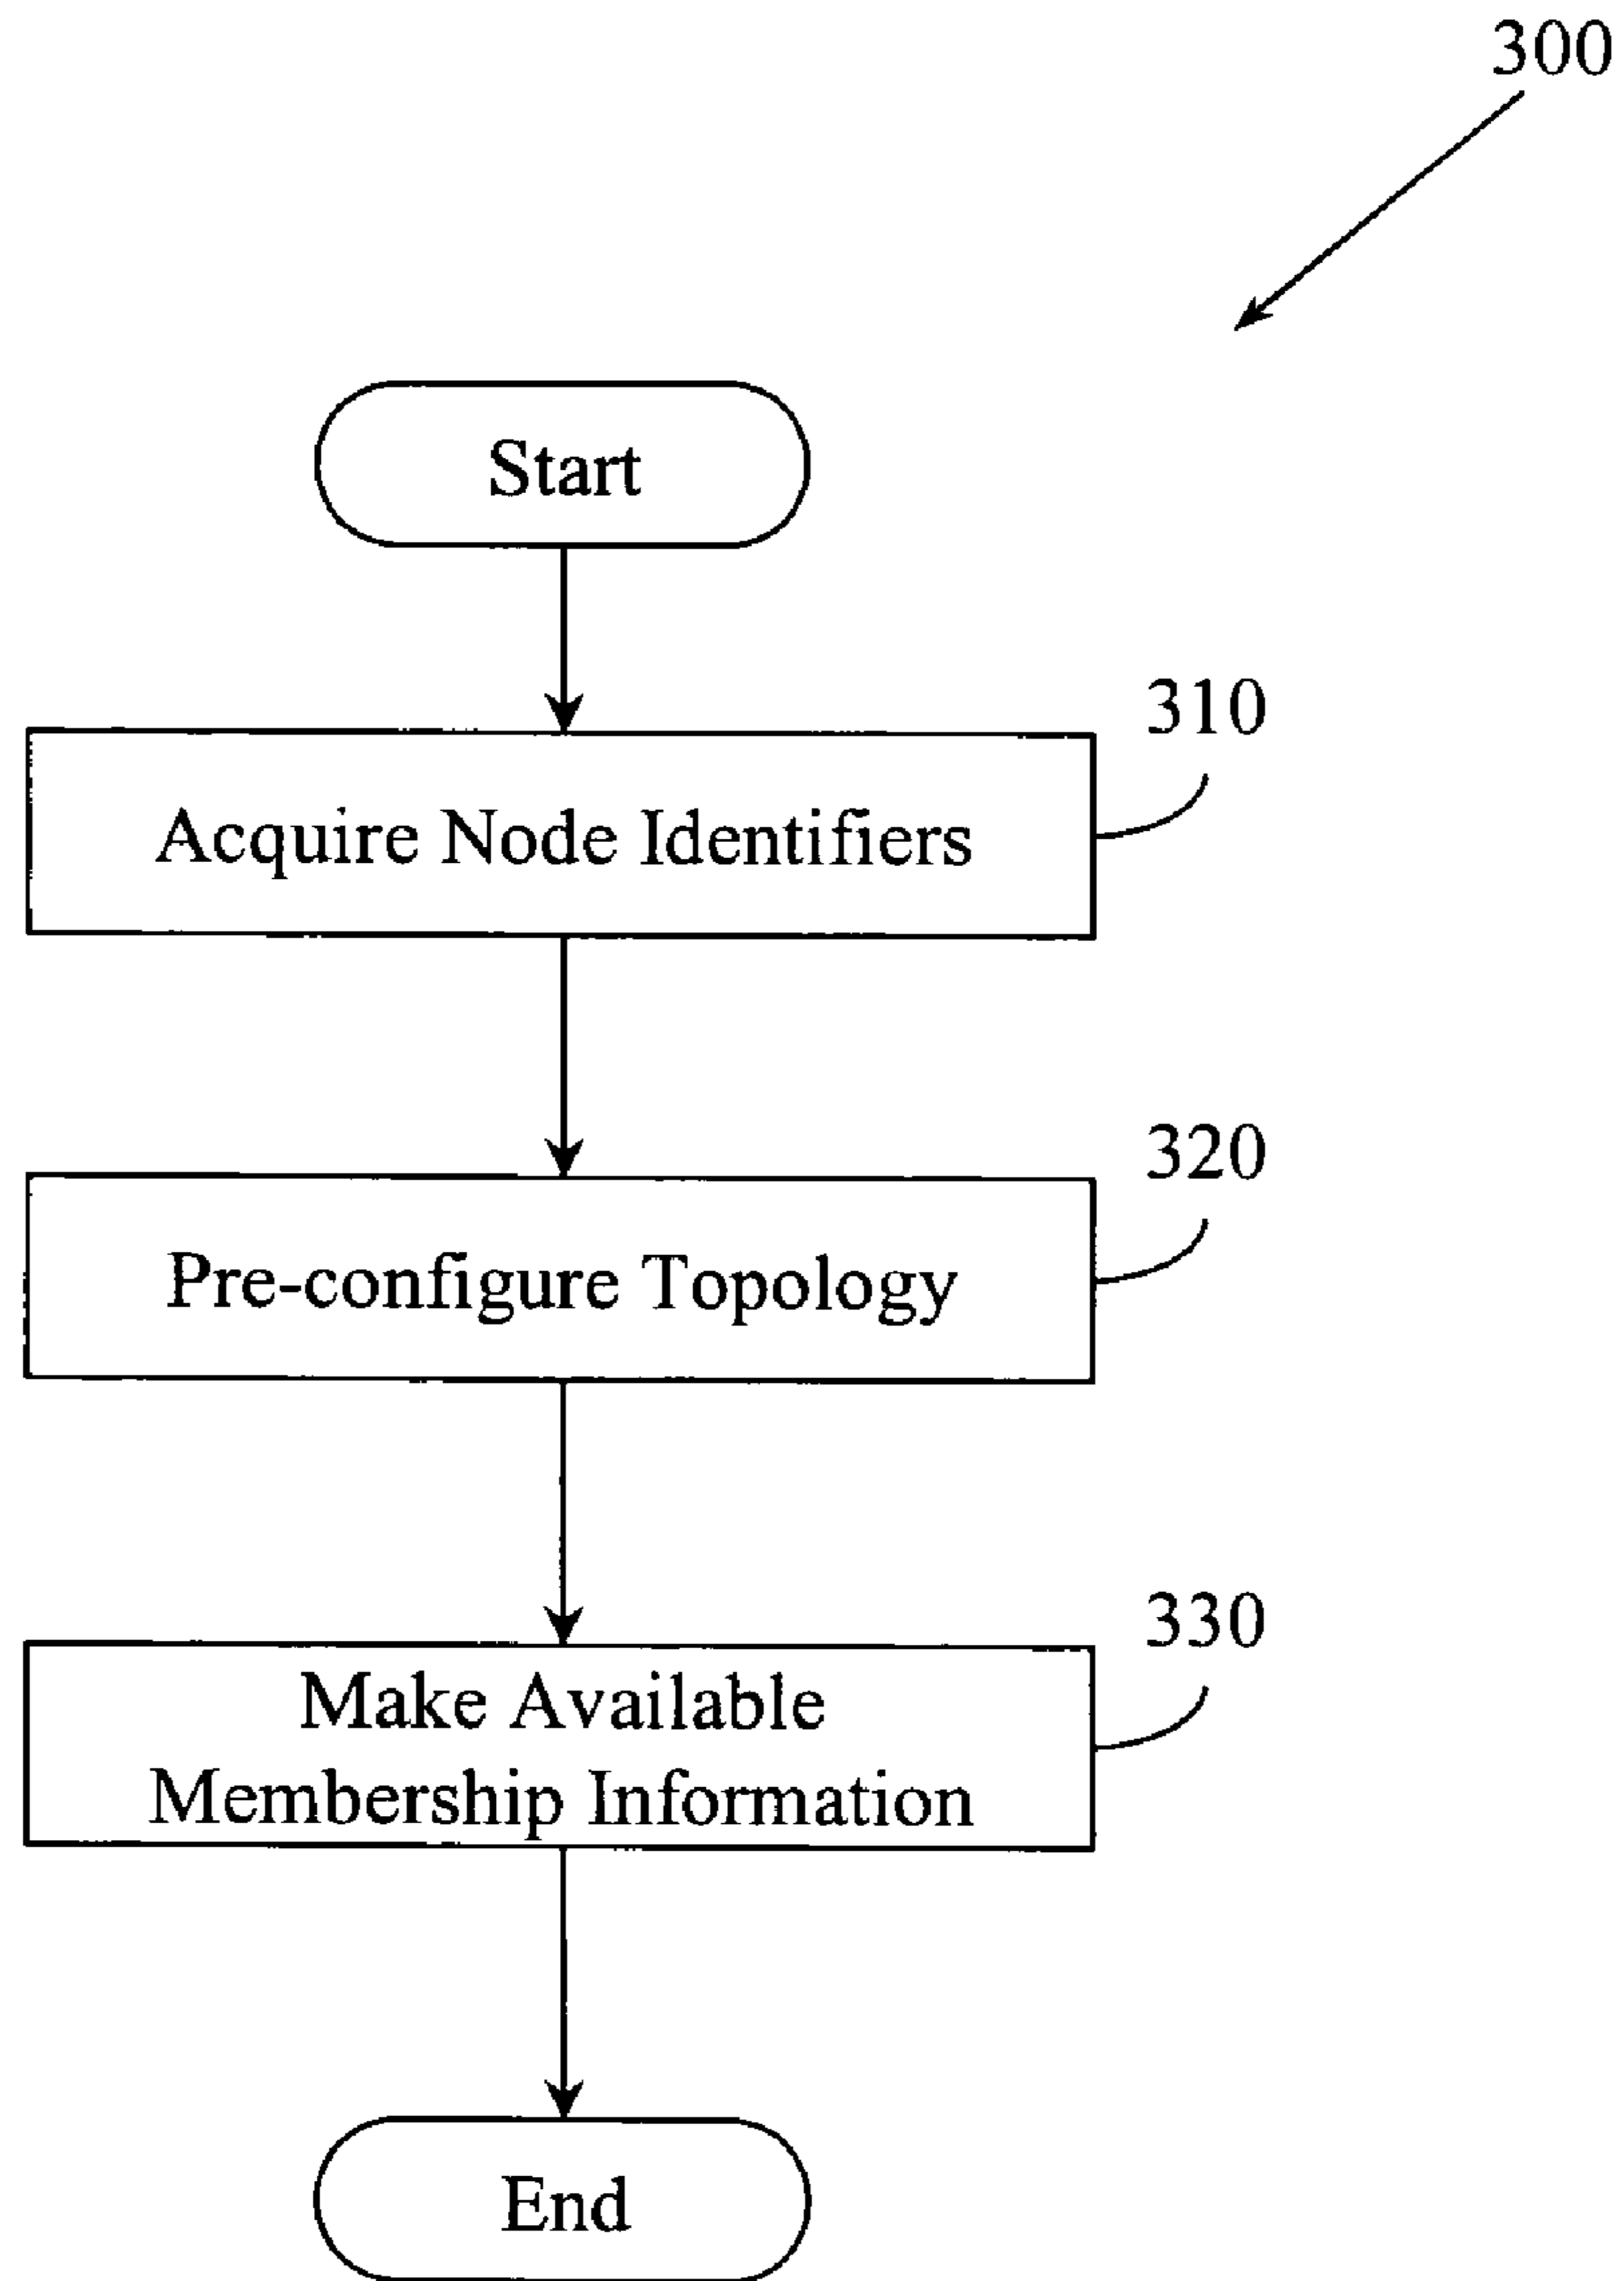 300
Start
310
Acquire Node Identifiers
320
Pre-configure Topology
330
Make Available
Membership Information
End